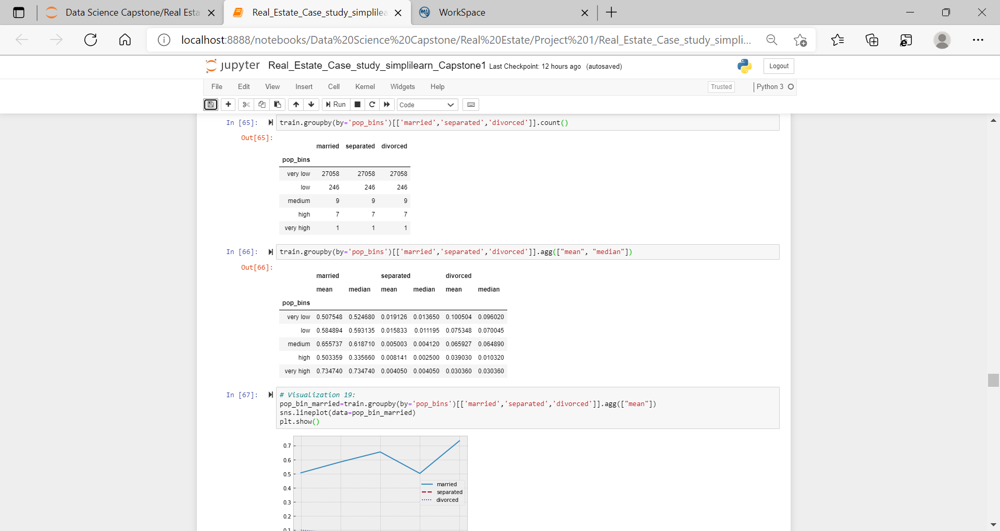 Data Science Capstone/Real Esta
Real_Estate_Case_study_simplilea
WorkSpace
localhost:8888/notebooks/Data%20Science%20Capstone/Real%20Estate/Project%201/Real_Estate_Case_study_simpli...
jupyter Real_Estate_Case_study_simplilearn_Capstone1 Last Checkpoint: 12 hours ago (autosaved)
Logout
File Edit View Insert Cell Kernel Widgets Help
Trusted
Python 3
Run
Code
In [65]: train.groupby(by='pop_bins')[['married','separated','divorced']].count()
Out[65]:
married separated divorced
pop_bins
very low 27058 27058 27058
low 246 246 246
medium 9 9 9
high 7 7 7
very high 1 1 1
In [66]: train.groupby(by='pop_bins')[['married','separated','divorced']].agg(["mean", "median"])
Out[66]:
married separated divorced
mean median mean median mean median
pop_bins
very low 0.507548 0.524680 0.019126 0.013650 0.100504 0.096020
low 0.584894 0.593135 0.015833 0.011195 0.075348 0.070045
medium 0.655737 0.618710 0.005003 0.004120 0.065927 0.064890
high 0.503359 0.335660 0.008141 0.002500 0.039030 0.010320
very high 0.734740 0.734740 0.004050 0.004050 0.030360 0.030360
In [67]: # Visualization 19:
pop_bin_married=train.groupby(by='pop_bins')[['married','separated','divorced']].agg(["mean"])
sns.lineplot(data=pop_bin_married)
plt.show()
0.7
0.6
0.5
0.4
0.3
0.2
0.1
married
separated
divorced